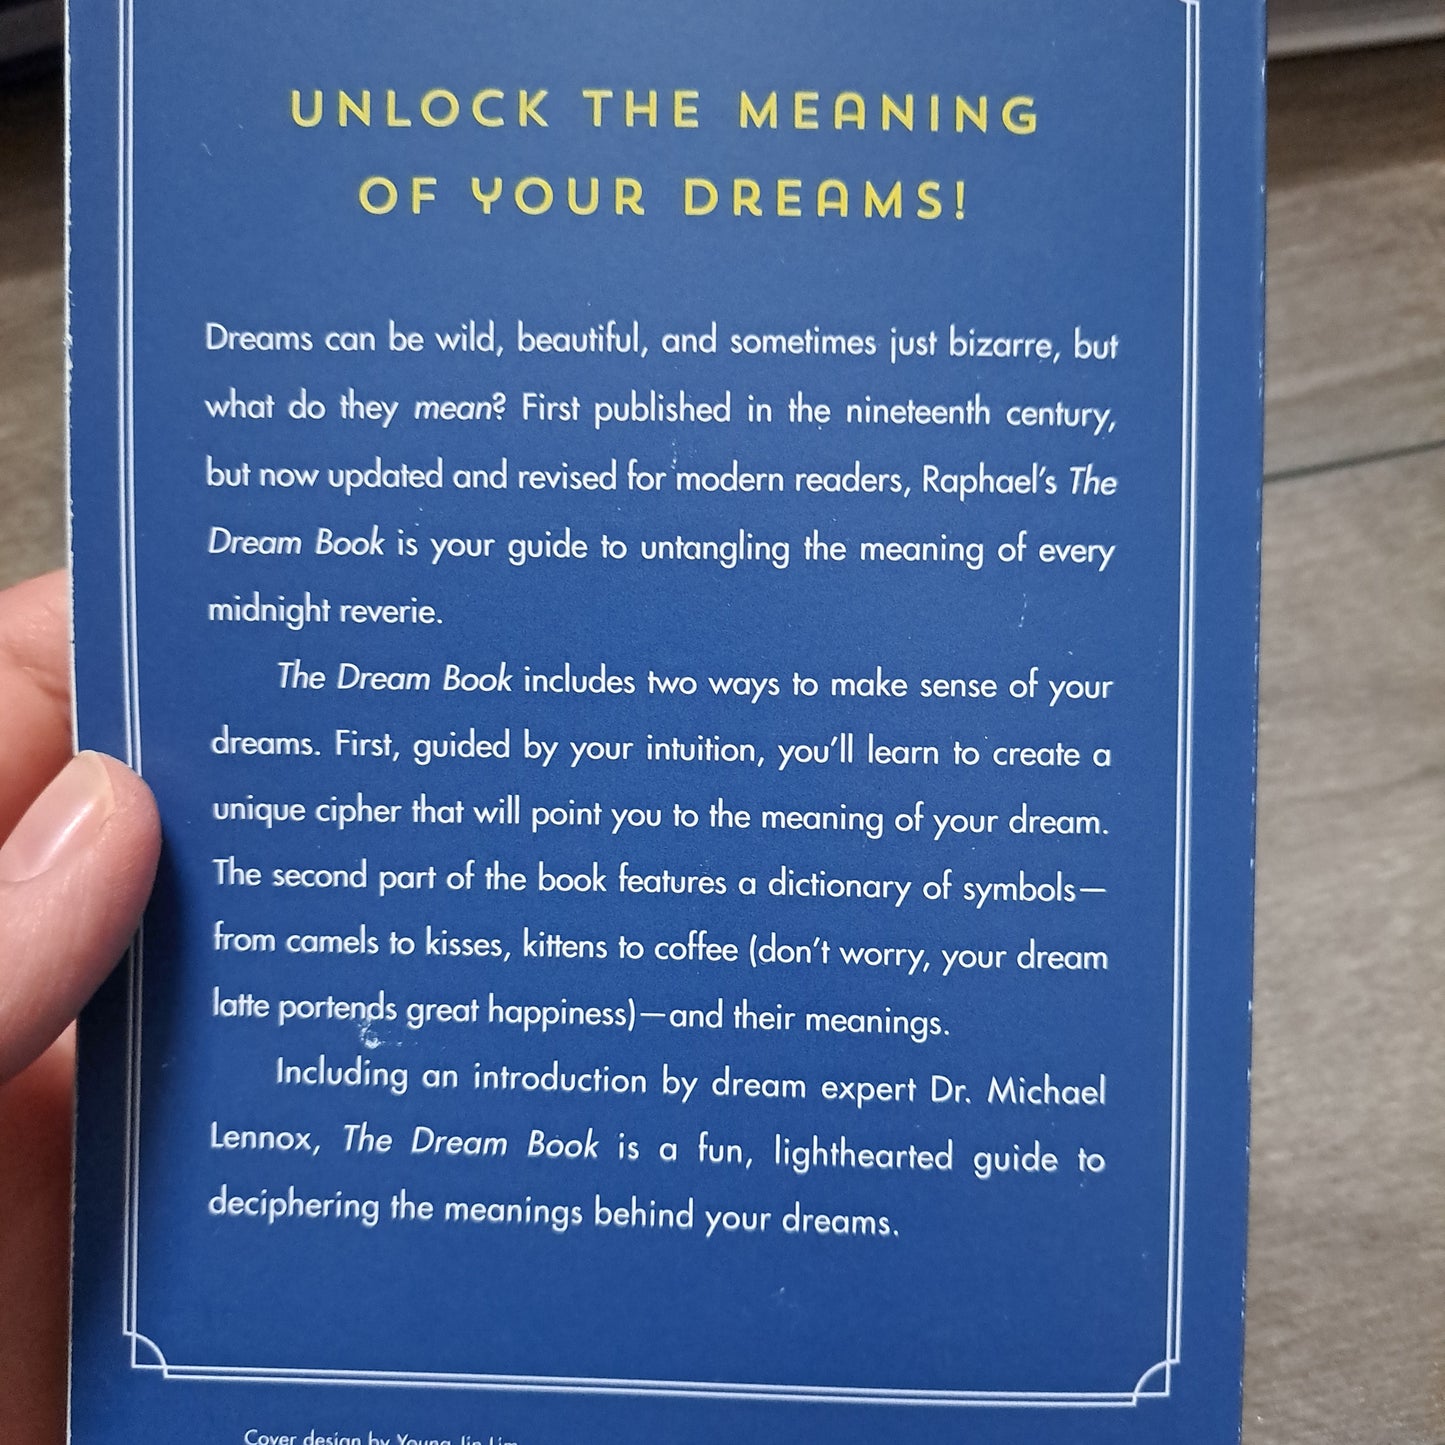 UNLOCK THE MEANING
OF YOUR DREAMS!
Dreams can be wild, beautiful, and sometimes just bizarre, but
what do they mean? First published in the nineteenth century,
but now updated and revised for modern readers, Raphael's The
Dream Book is your guide to untangling the meaning of every
midnight reverie.
The Dream Book includes two ways to make sense of your
dreams. First, guided by your intuition, you'll learn to create a
unique cipher that will point you to the meaning of your dream.
The second part of the book features a dictionary of symbols—
from camels to kisses, kittens to coffee (don't worry, your dream
latte portends great happiness)—and their meanings.
Including an introduction by dream expert Dr. Michael
Lennox, The Dream Book is a fun, lighthearted guide to
deciphering the meanings behind your dreams.
Cover design by Young Jin Lim